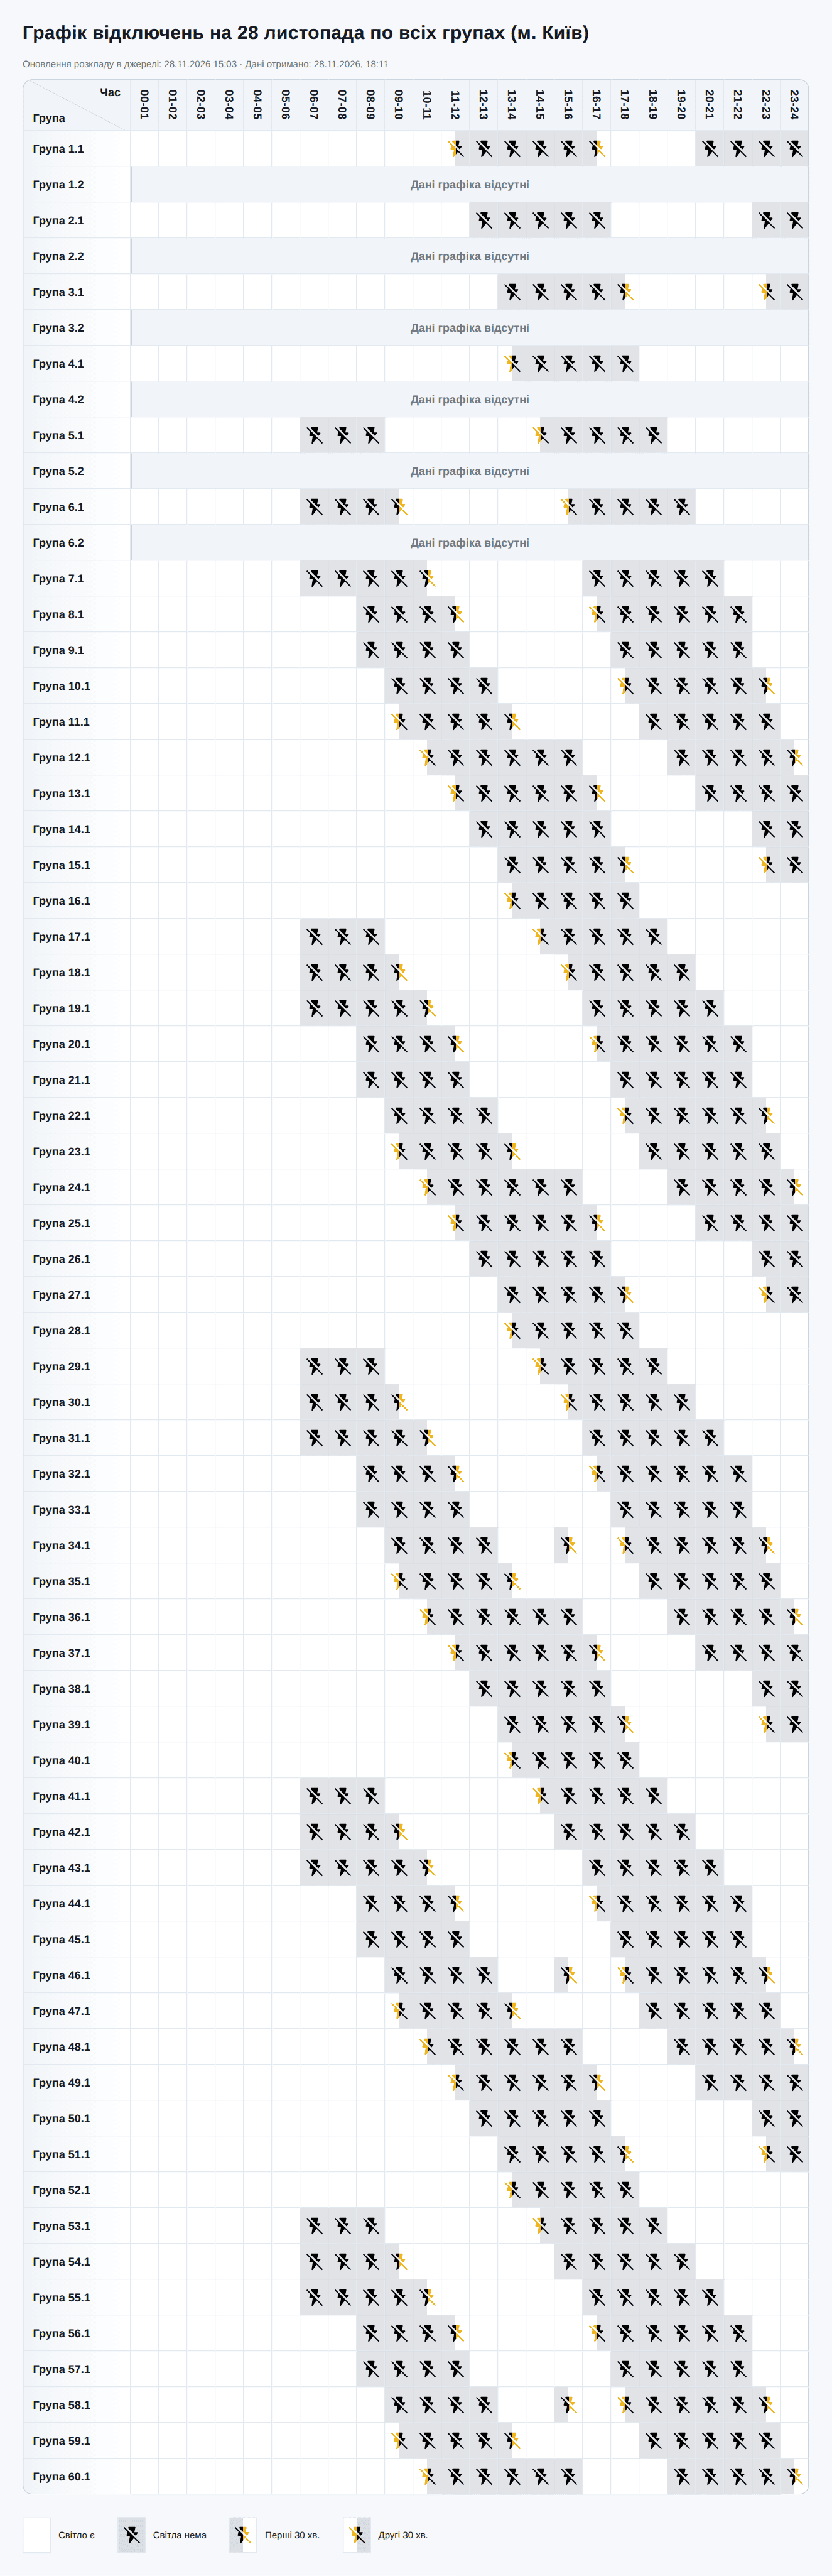 Графік відключень на 28 листопада по всіх групах (м. Київ)
Оновлення розкладу в джерелі: 28.11.2026 15:03 · Дані отримано: 28.11.2026, 18:11
Час
Група
00-01 01-02 02-03 03-04 04-05 05-06 06-07 07-08 08-09 09-10 10-11 11-12 12-13 13-14 14-15 15-16 16-17 17-18 18-19 19-20 20-21 21-22 22-23 23-24
Група 1.1
Група 1.2 Дані графіка відсутні
Група 2.1
Група 2.2 Дані графіка відсутні
Група 3.1
Група 3.2 Дані графіка відсутні
Група 4.1
Група 4.2 Дані графіка відсутні
Група 5.1
Група 5.2 Дані графіка відсутні
Група 6.1
Група 6.2 Дані графіка відсутні
Група 7.1
Група 8.1
Група 9.1
Група 10.1
Група 11.1
Група 12.1
Група 13.1
Група 14.1
Група 15.1
Група 16.1
Група 17.1
Група 18.1
Група 19.1
Група 20.1
Група 21.1
Група 22.1
Група 23.1
Група 24.1
Група 25.1
Група 26.1
Група 27.1
Група 28.1
Група 29.1
Група 30.1
Група 31.1
Група 32.1
Група 33.1
Група 34.1
Група 35.1
Група 36.1
Група 37.1
Група 38.1
Група 39.1
Група 40.1
Група 41.1
Група 42.1
Група 43.1
Група 44.1
Група 45.1
Група 46.1
Група 47.1
Група 48.1
Група 49.1
Група 50.1
Група 51.1
Група 52.1
Група 53.1
Група 54.1
Група 55.1
Група 56.1
Група 57.1
Група 58.1
Група 59.1
Група 60.1
Світло є Світла нема Перші 30 хв. Другі 30 хв.